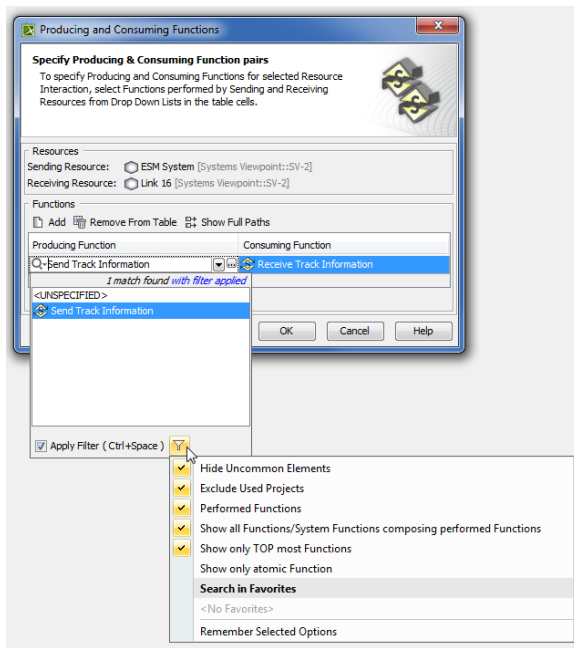 Producing and Consuming Functions
Specify Producing & Consuming Function pairs
To specify Producing and Consuming Functions for selected Resource
Interaction, select Functions performed by Sending and Receiving
Resources from Drop Down Lists in the table cells.
Resources
Sending Resource: ESM System [Systems Viewpoint::SV-2]
Receiving Resource: Link 16 [Systems Viewpoint::SV-2]
Functions
Add Remove From Table Show Full Paths
Producing Function Consuming Function
Send Track Information ... Receive Track Information
1 match found with filter applied
<UNSPECIFIED>
Send Track Information
OK Cancel Help
Apply Filter ( Ctrl+Space )
Hide Uncommon Elements
Exclude Used Projects
Performed Functions
Show all Functions/System Functions composing performed Functions
Show only TOP most Functions
Show only atomic Function
Search in Favorites
<No Favorites>
Remember Selected Options